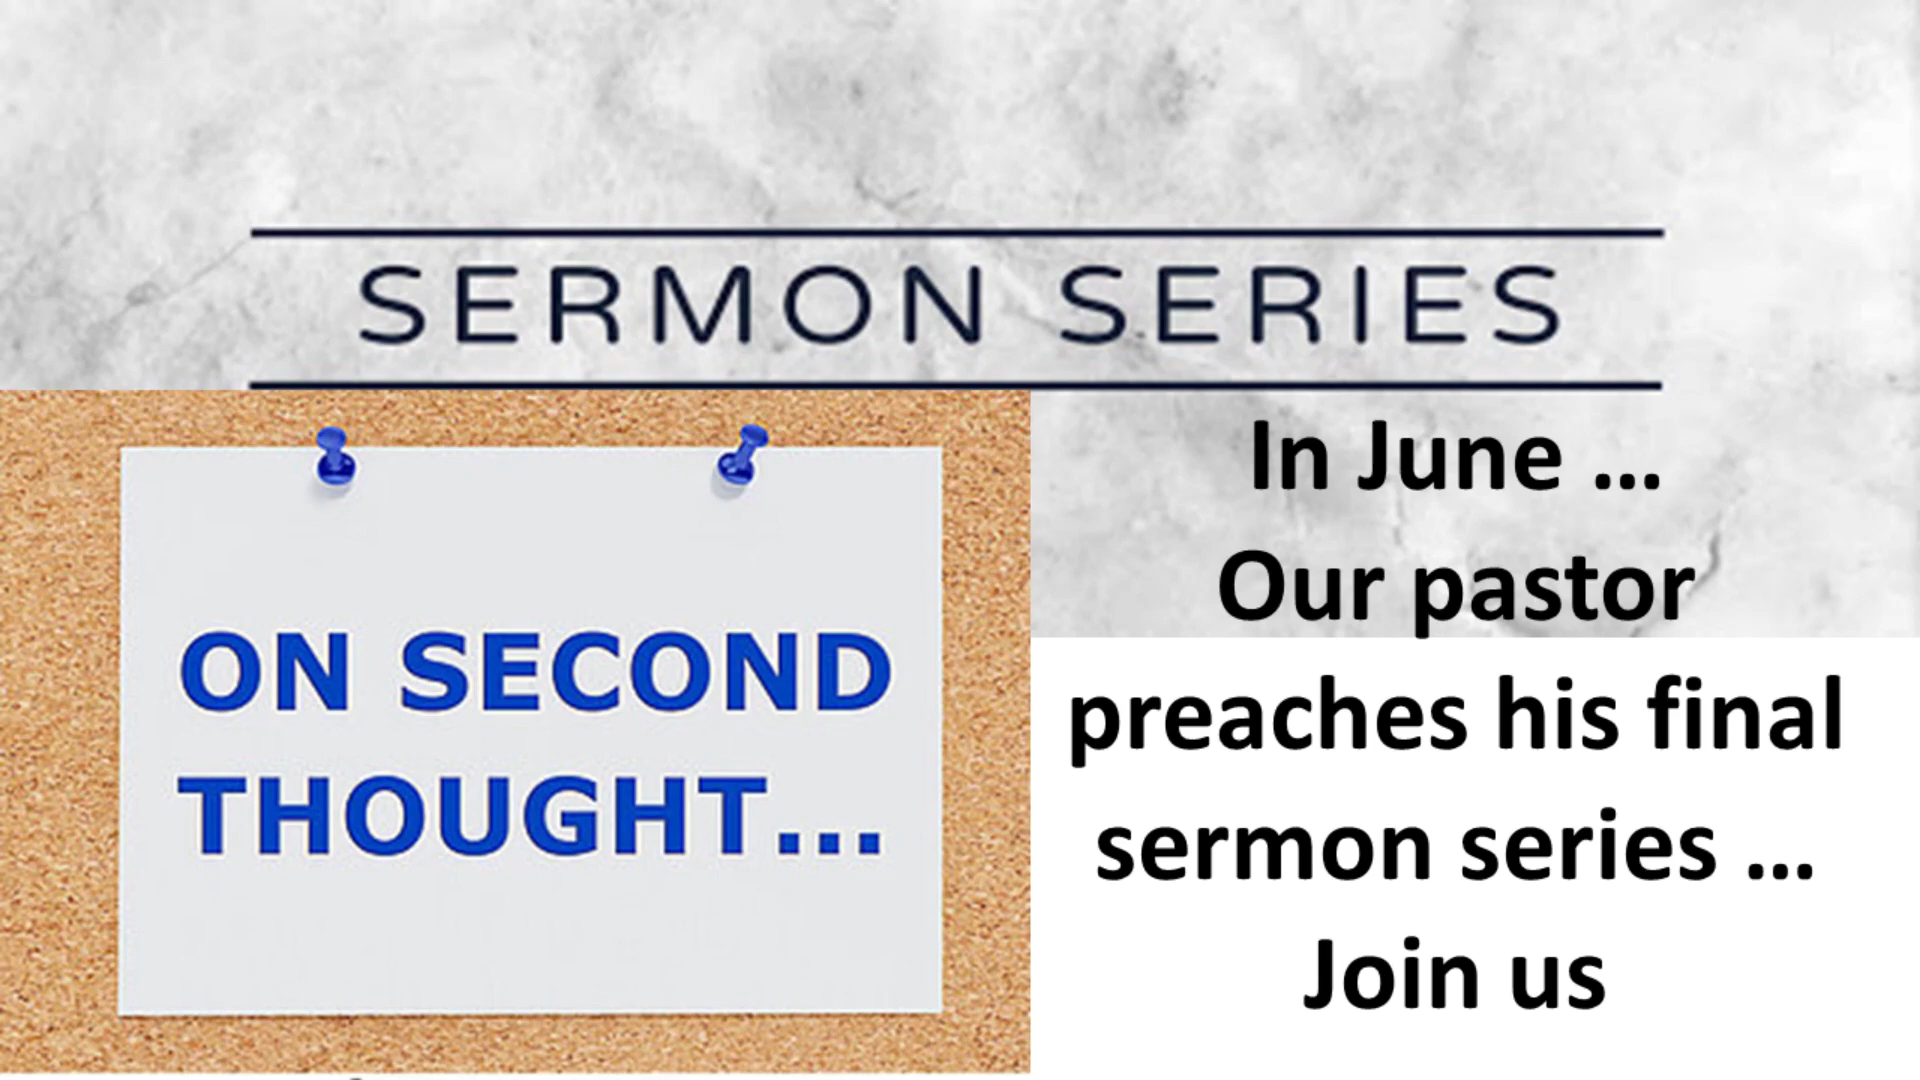 SERMON SERIES
ON SECOND
THOUGHT...
In June ...
Our pastor
preaches his final
sermon series ...
Join us